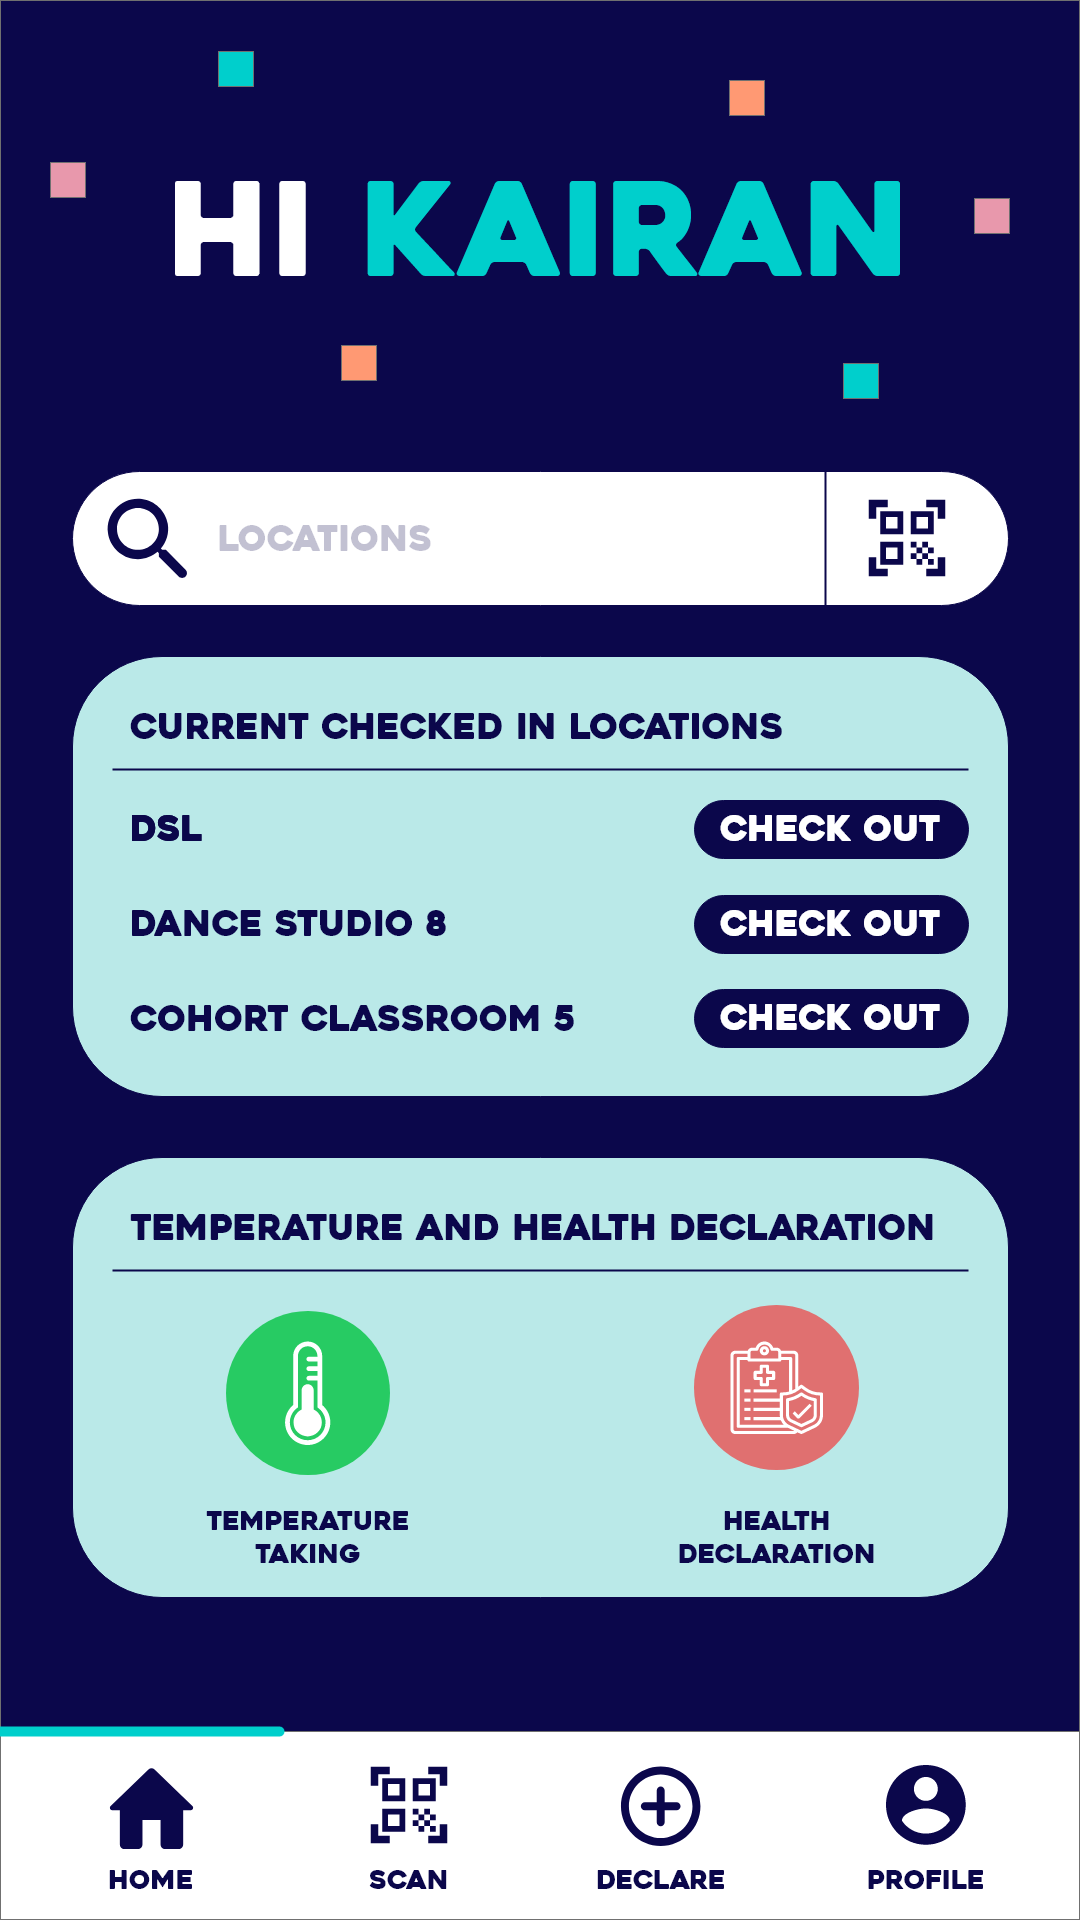 HI KAIRAN
LOCATIONS
CURRENT CHECKED IN LOCATIONS
DSL CHECK OUT
DANCE STUDIO 8 CHECK OUT
COHORT CLASSROOM 5 CHECK OUT
TEMPERATURE AND HEALTH DECLARATION
TEMPERATURE
TAKING
HEALTH
DECLARATION
HOME SCAN DECLARE PROFILE